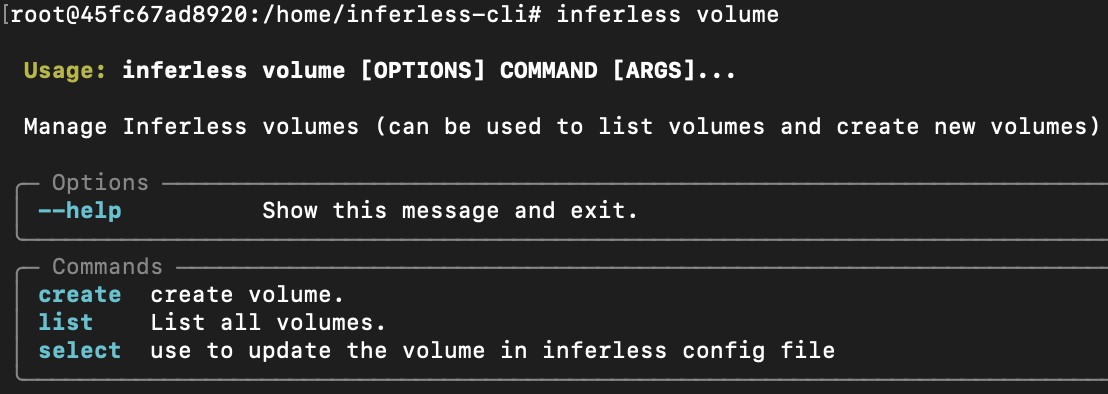 [root@45fc67ad8920:/home/inferless-cli# inferless volume
Usage: inferless volume [OPTIONS] COMMAND [ARGS]...
Manage Inferless volumes (can be used to list volumes and create new volumes)
Options
--help Show this message and exit.
Commands
create create volume.
list List all volumes.
select use to update the volume in inferless config file